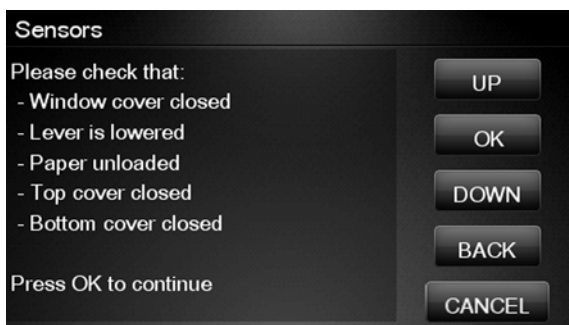 Sensors
Please check that:
- Window cover closed
- Lever is lowered
- Paper unloaded
- Top cover closed
- Bottom cover closed
Press OK to continue
UP
OK
DOWN
BACK
CANCEL